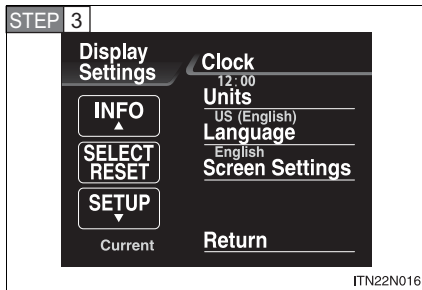 STEP 3
Display
Settings
INFO
▲
SELECT
RESET
SETUP
▼
Current
Clock
12:00
Units
US (English)
Language
English
Screen Settings
Return
ITN22N016